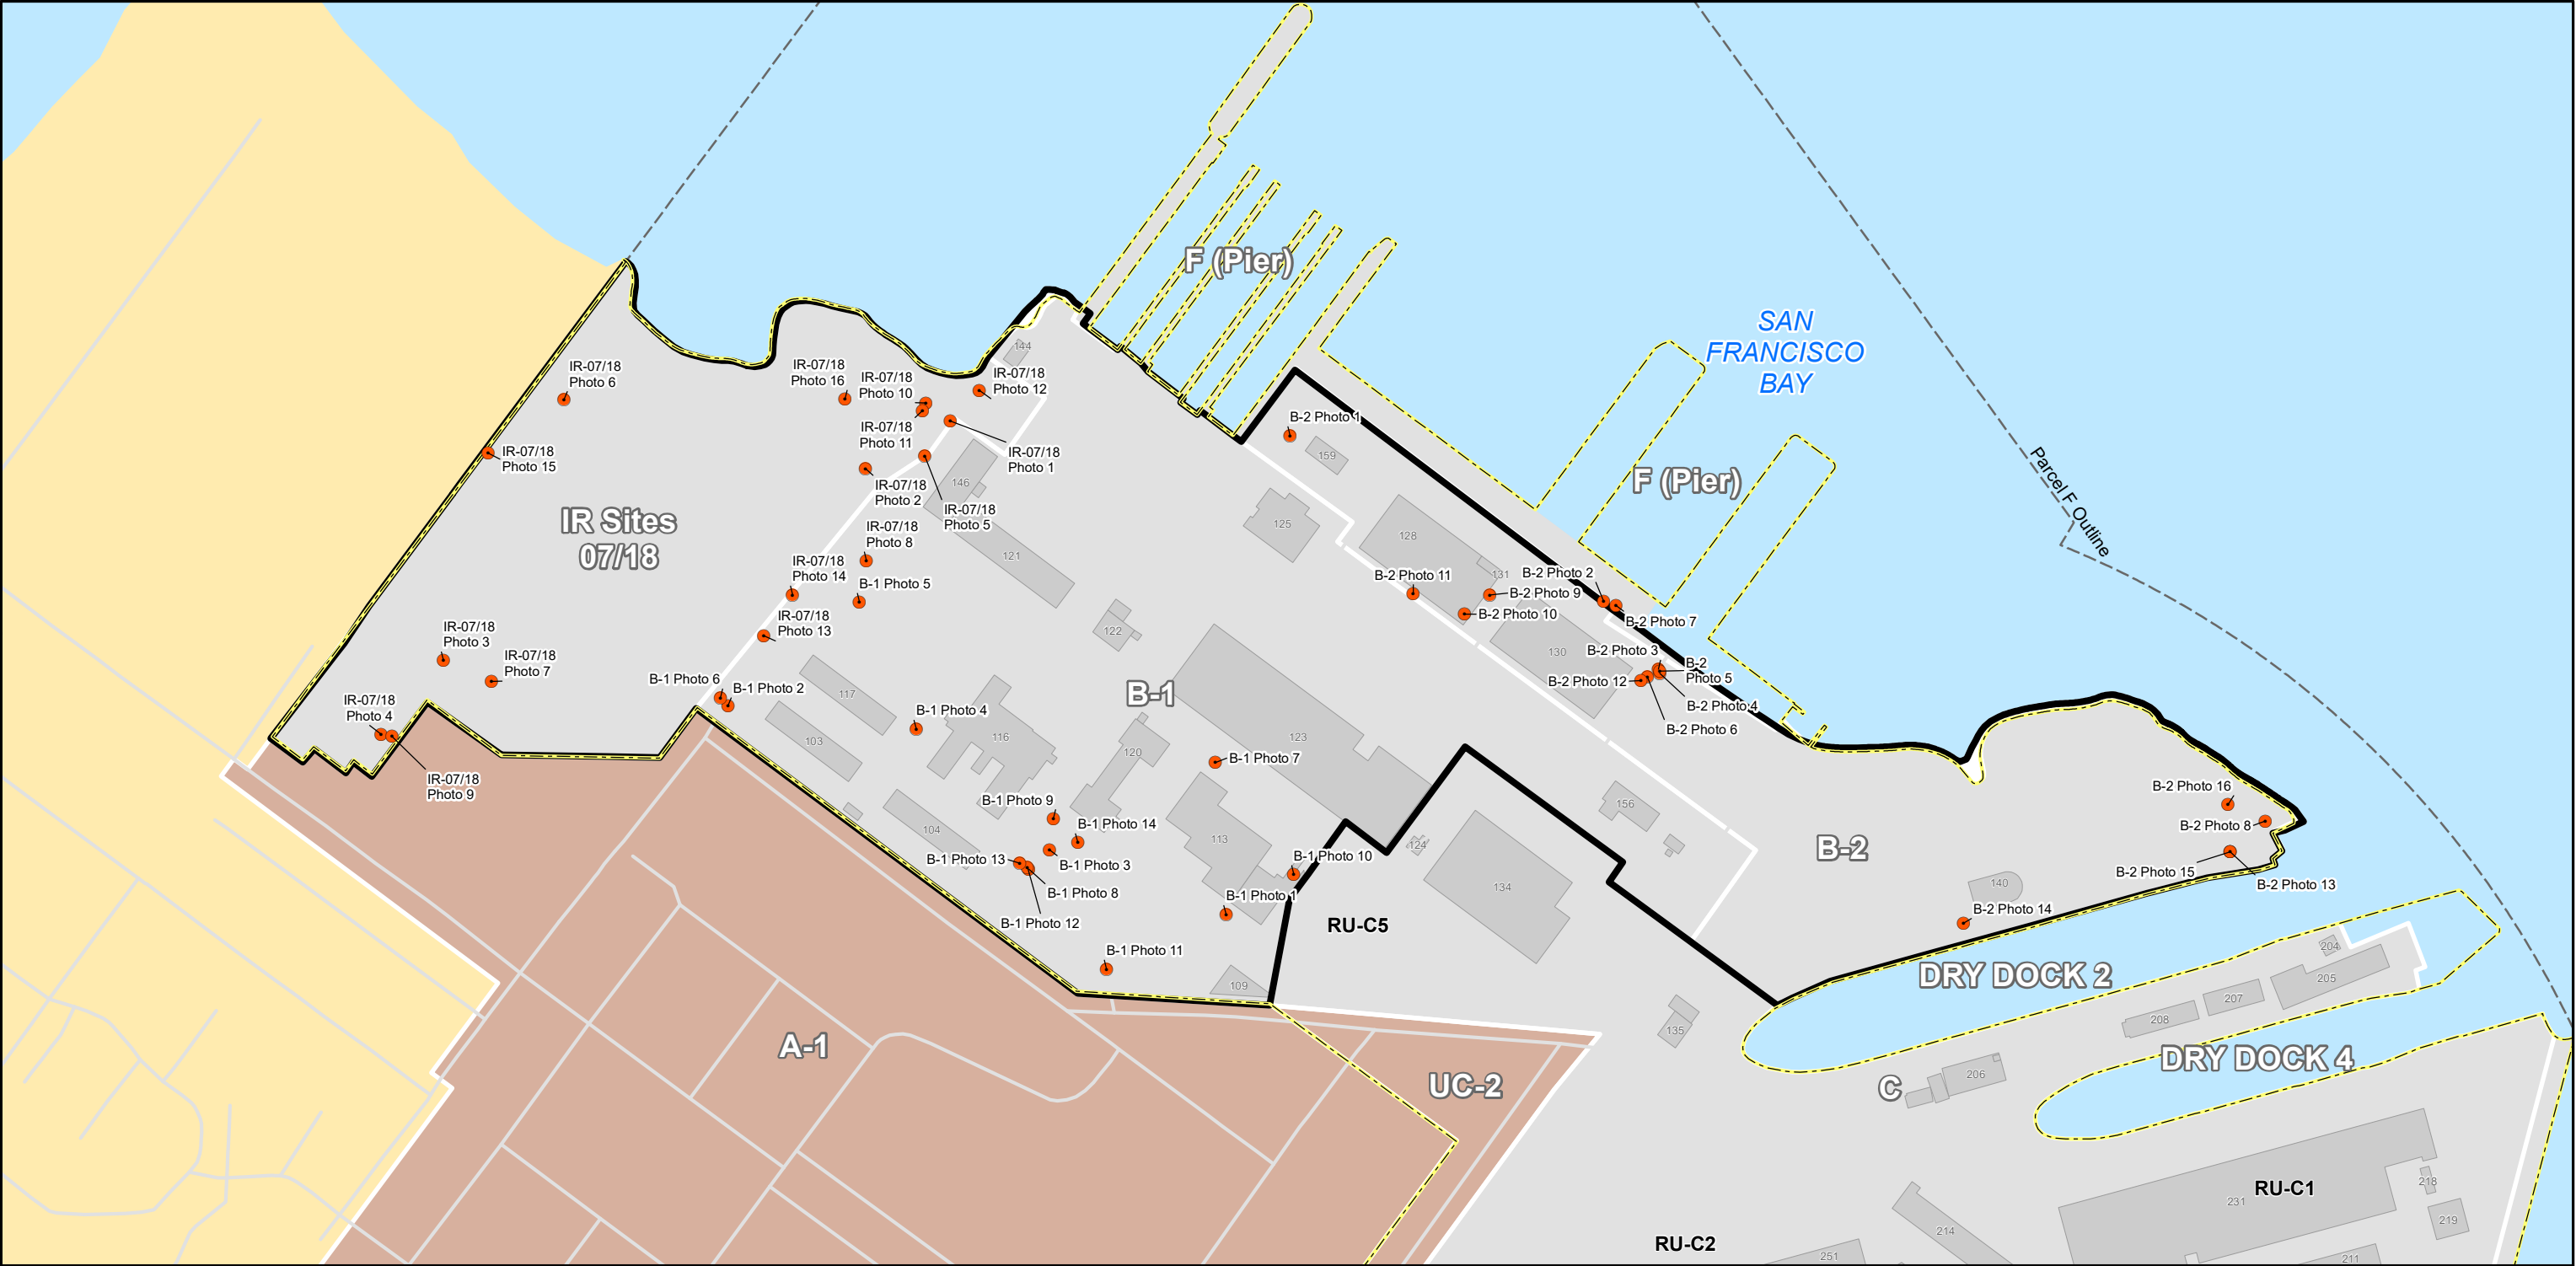 F (Pier)
SAN
FRANCISCO
BAY
144
IR-07/18
Photo 6
IR-07/18
Photo 16
IR-07/18
Photo 10
IR-07/18
Photo 12
IR-07/18
Photo 11
IR-07/18
Photo 1
IR-07/18
Photo 15
IR-07/18
Photo 2
146
IR-07/18
Photo 5
B-2 Photo 1
159
F (Pier)
Parcel F Outline
IR Sites
07/18
IR-07/18
Photo 8
121
125
128
131
IR-07/18
Photo 14
B-1 Photo 5
B-2 Photo 11
B-2 Photo 2
B-2 Photo 9
B-2 Photo 10
B-2 Photo 7
IR-07/18
Photo 13
122
IR-07/18
Photo 3
IR-07/18
Photo 7
130
B-2 Photo 3
B-2
Photo 5
B-2 Photo 12
B-2 Photo 4
B-2 Photo 6
B-1 Photo 6
B-1 Photo 2
117
B-1
IR-07/18
Photo 4
IR-07/18
Photo 9
B-1 Photo 4
103
116
120
123
B-1 Photo 7
B-1 Photo 9
B-1 Photo 14
104
113
B-1 Photo 13
B-1 Photo 3
B-1 Photo 8
B-1 Photo 12
B-1 Photo 10
B-1 Photo 1
B-1 Photo 11
109
124
134
RU-C5
156
B-2
B-2 Photo 16
B-2 Photo 8
B-2 Photo 15
B-2 Photo 13
140
B-2 Photo 14
DRY DOCK 2
204
205
207
208
135
DRY DOCK 4
A-1
UC-2
C
206
RU-C1
231
218
219
214
RU-C2
251
211